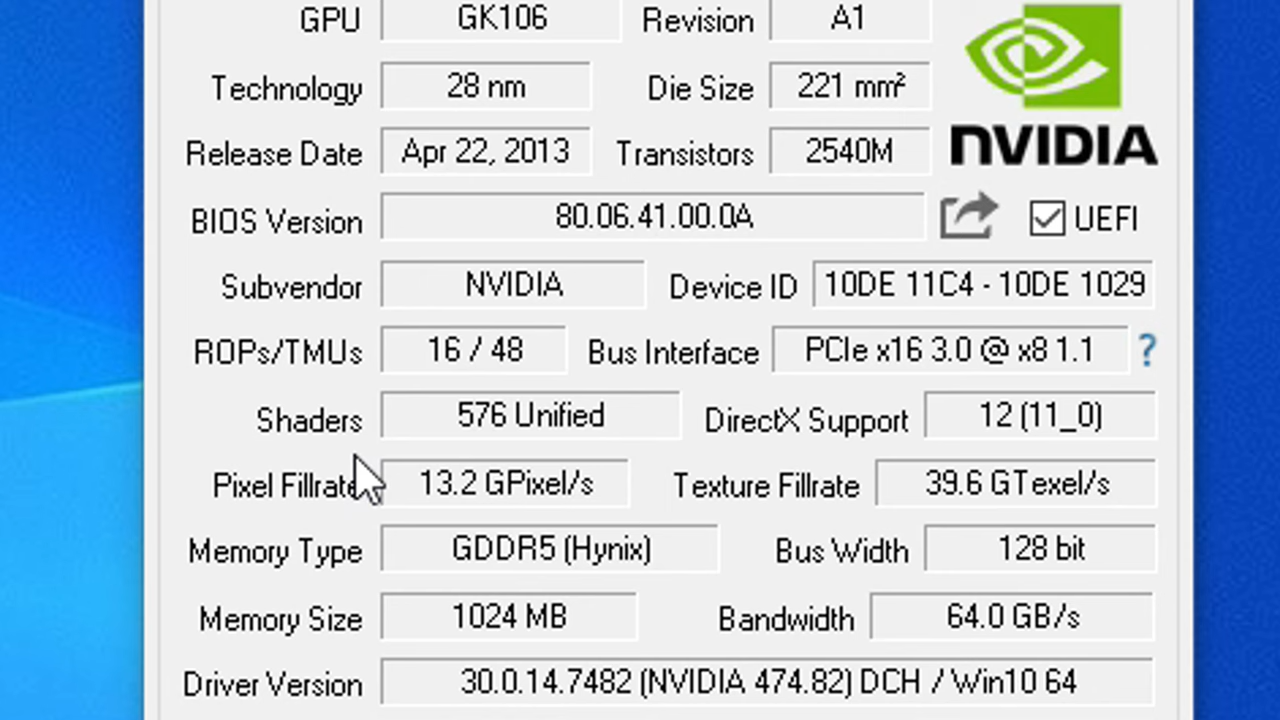 GPU GK106 Revision A1
Technology 28 nm Die Size 221 mm²
NVIDIA
Release Date Apr 22, 2013 Transistors 2540M
BIOS Version 80.06.41.00.0A UEFI
Subvendor NVIDIA Device ID 10DE 11C4 - 10DE 1029
ROPs/TMUs 16 / 48 Bus Interface PCIe x16 3.0 @ x8 1.1 ?
Shaders 576 Unified DirectX Support 12 (11_0)
Pixel Fillrate 13.2 GPixel/s Texture Fillrate 39.6 GTexel/s
Memory Type GDDR5 (Hynix) Bus Width 128 bit
Memory Size 1024 MB Bandwidth 64.0 GB/s
Driver Version 30.0.14.7482 (NVIDIA 474.82) DCH / Win10 64